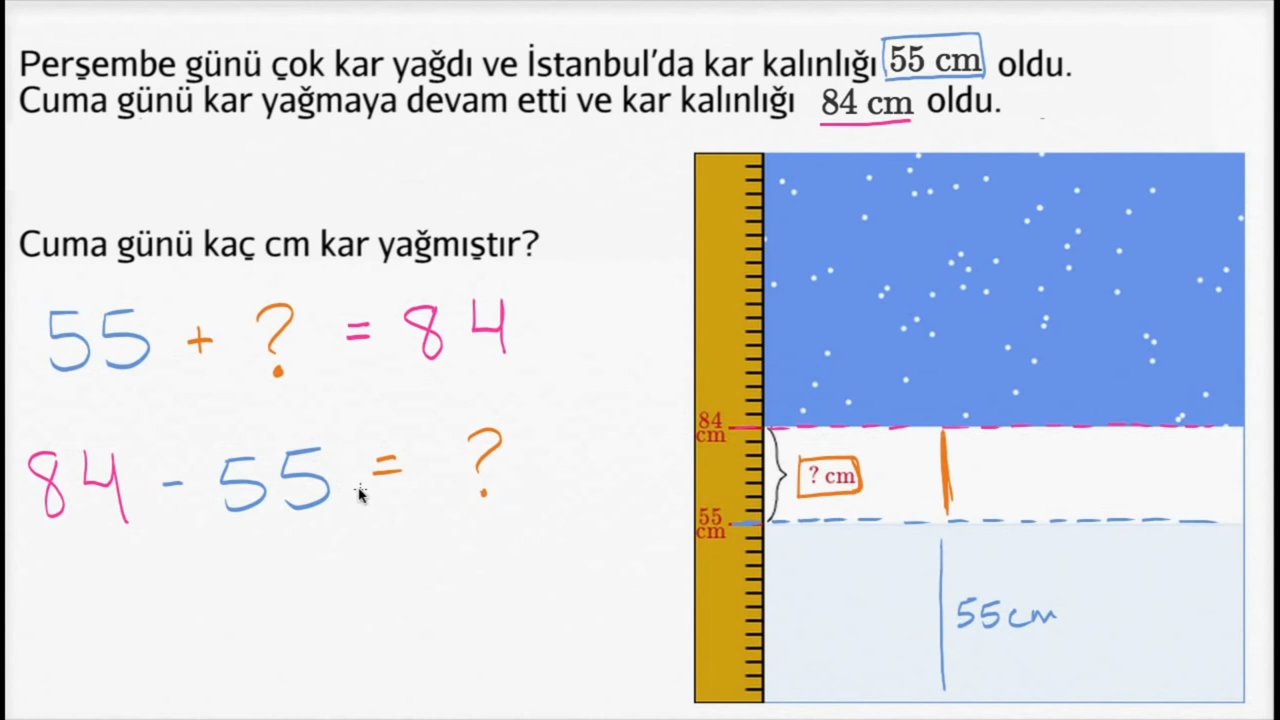 Perşembe günü çok kar yağdı ve İstanbul'da kar kalınlığı 55 cm oldu.
Cuma günü kar yağmaya devam etti ve kar kalınlığı 84 cm oldu.
Cuma günü kaç cm kar yağmıştır?
55 + ? = 84
84 - 55 = ?
84
cm
? cm
55
cm
55 cm